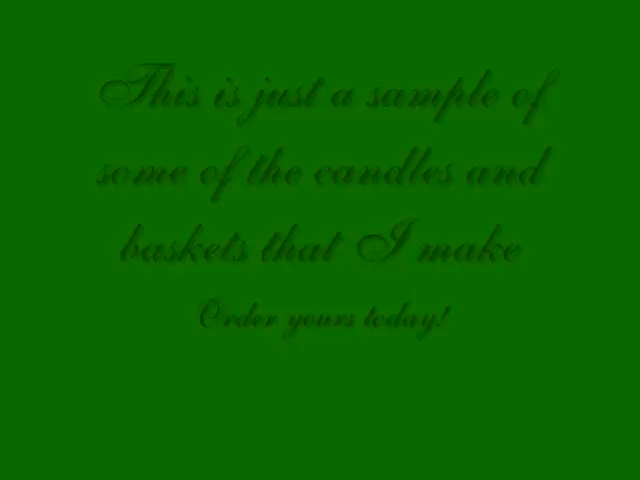 This is just a sample of
some of the candles and
baskets that I make
Order yours today!